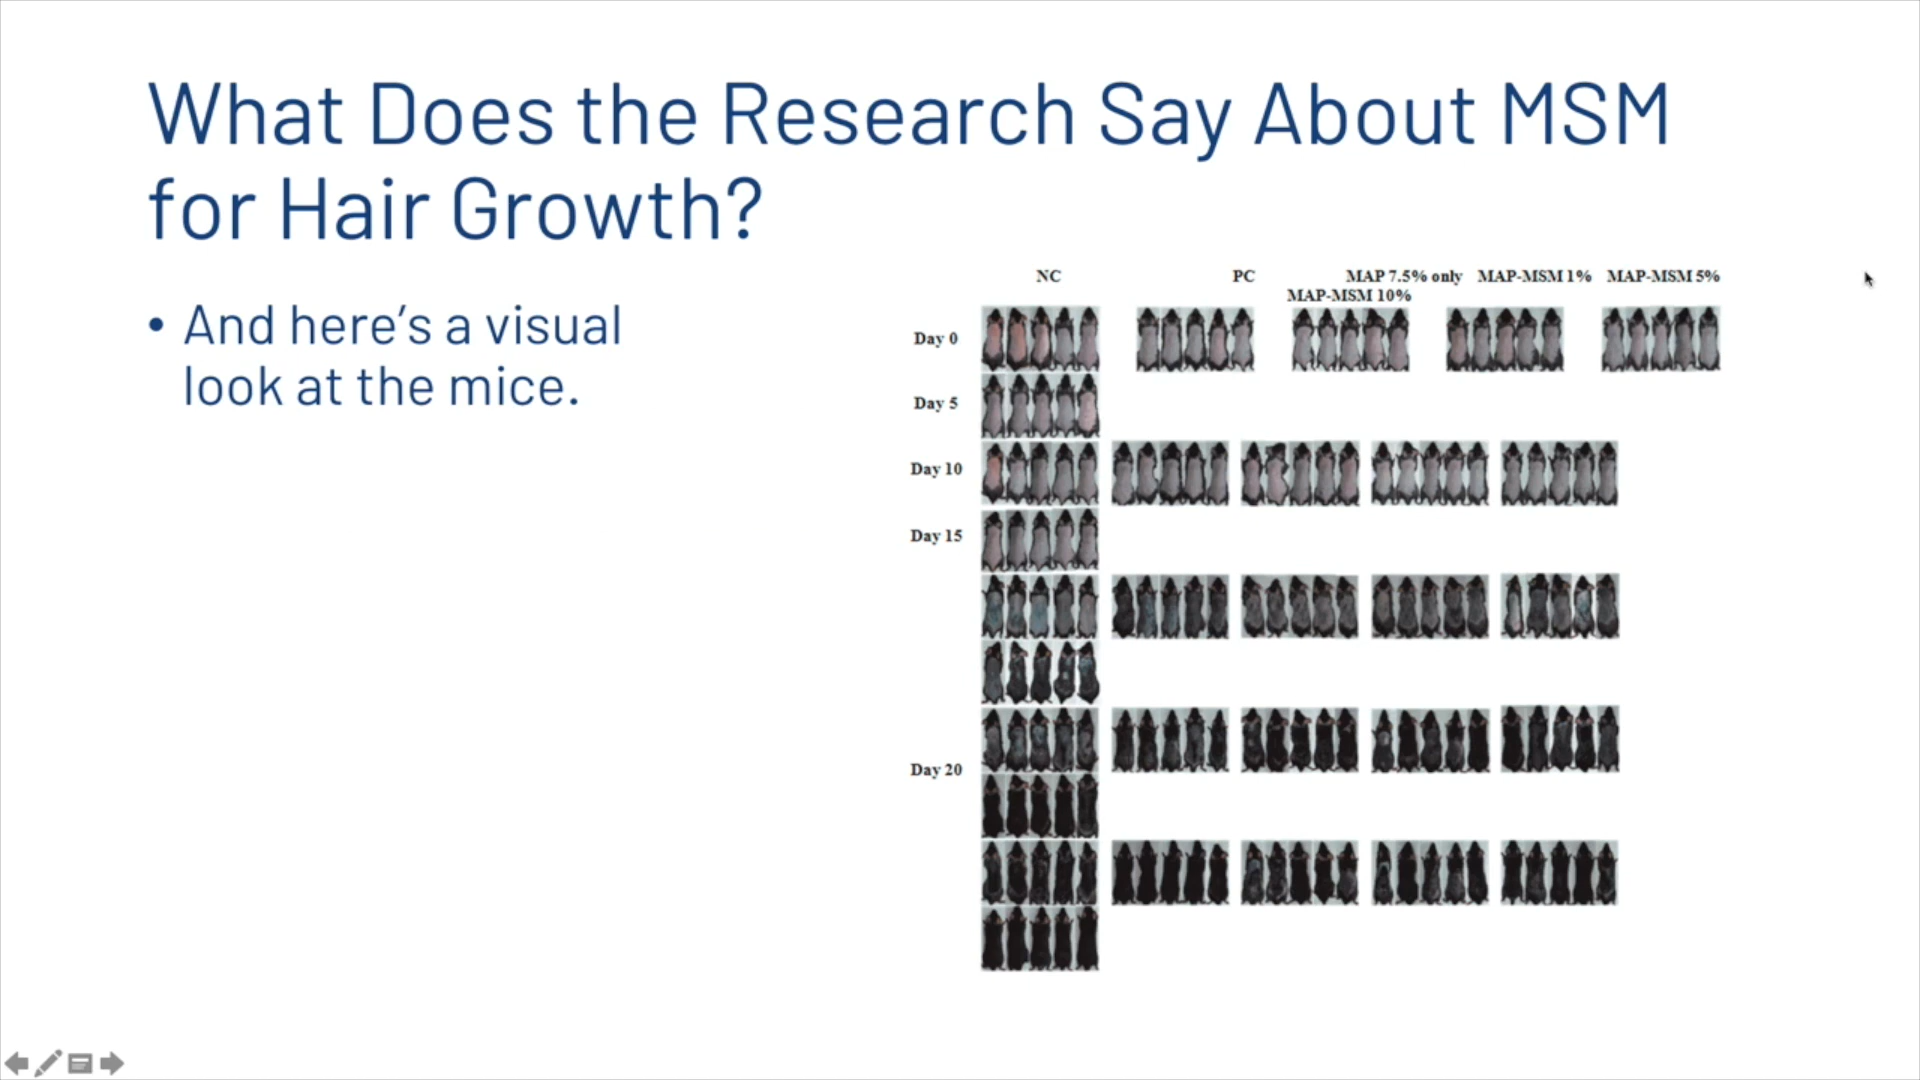 What Does the Research Say About MSM
for Hair Growth?
• And here's a visual
look at the mice.
NC PC MAP 7.5% only MAP-MSM 1% MAP-MSM 5%
MAP-MSM 10%
Day 0
Day 5
Day 10
Day 15
Day 20